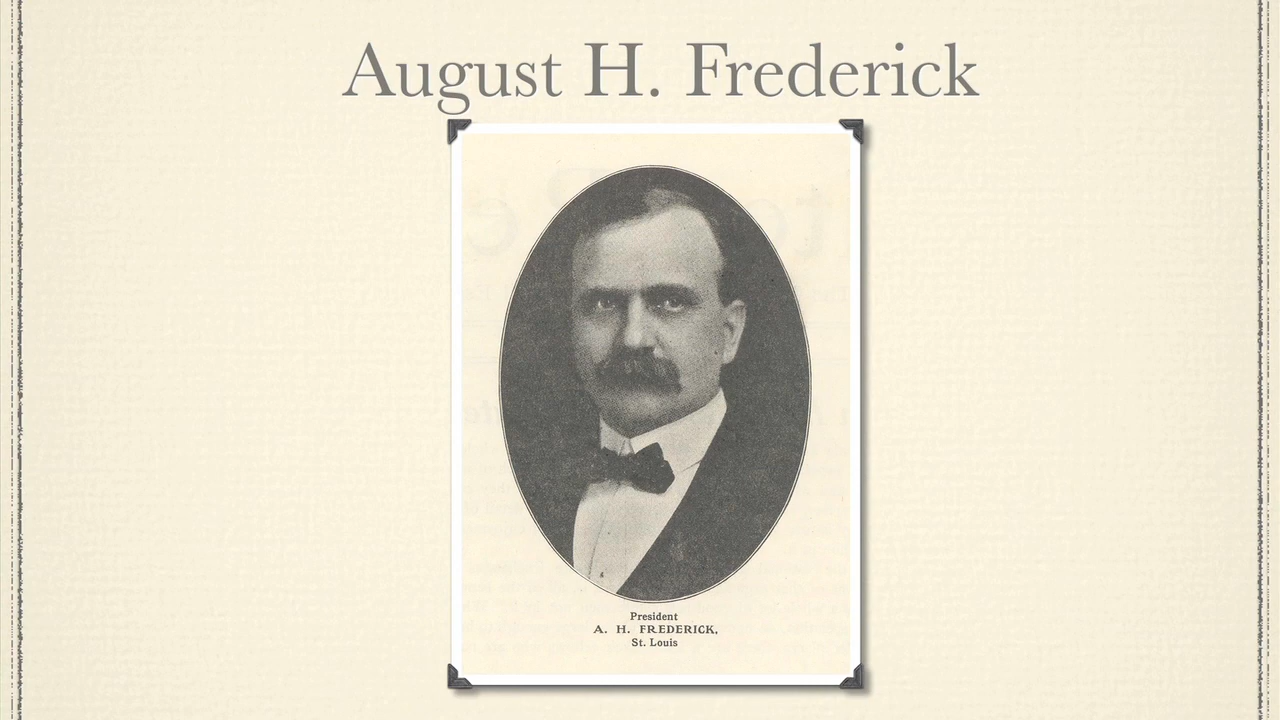 August H. Frederick
President
A. H. FREDERICK,
St. Louis